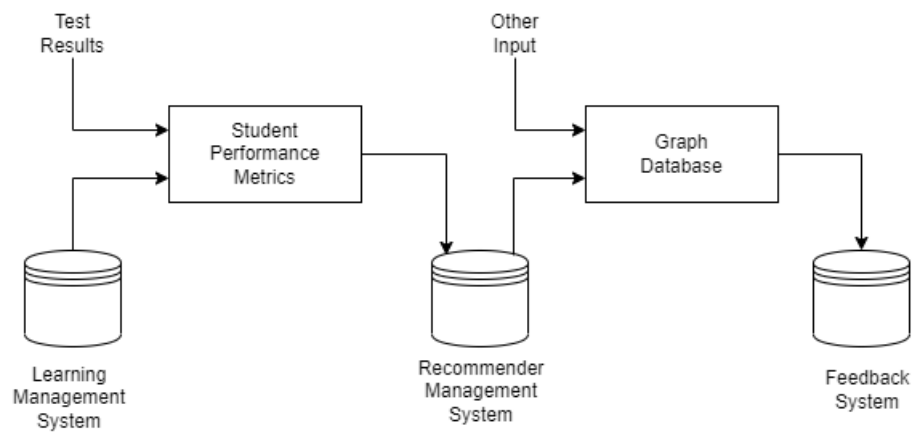 Test
Results
Other
Input
Student
Performance
Metrics
Graph
Database
Learning
Management
System
Recommender
Management
System
Feedback
System